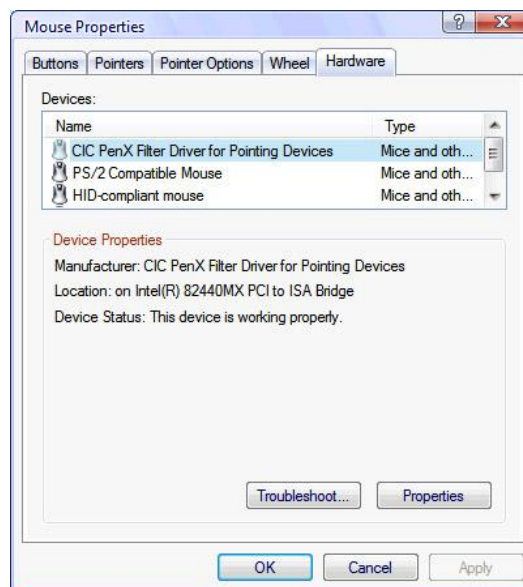 Mouse Properties
Buttons Pointers Pointer Options Wheel Hardware
Devices:
Name Type
CIC PenX Filter Driver for Pointing Devices Mice and oth...
PS/2 Compatible Mouse Mice and oth...
HID-compliant mouse Mice and oth...
Device Properties
Manufacturer: CIC PenX Filter Driver for Pointing Devices
Location: on Intel(R) 82440MX PCI to ISA Bridge
Device Status: This device is working properly.
Troubleshoot... Properties
OK Cancel Apply